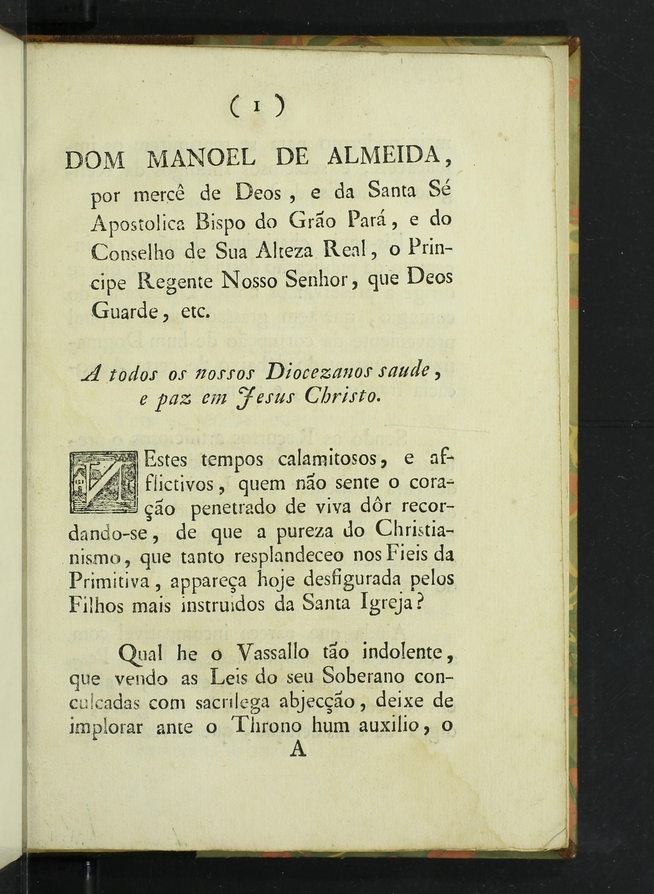 ( 1 )
DOM MANOEL DE ALMEIDA,
por mercê de Deos, e da Santa Sé
Apostolica Bispo do Grão Pará, e do
Conselho de Sua Alteza Real, o Prin-
cipe Regente Nosso Senhor, que Deos
Guarde, etc.
A todos os nossos Diocezanos saude,
e paz em Jesus Christo.
NEstes tempos calamitosos, e af-
flictivos, quem não sente o cora-
ção penetrado de viva dôr recor-
dando-se, de que a pureza do Christia-
nismo, que tanto resplandeceo nos Fieis da
Primitiva, appareça hoje desfigurada pelos
Filhos mais instruidos da Santa Igreja?
Qual he o Vassallo tão indolente,
que vendo as Leis do seu Soberano con-
culcadas com sacrilega abjecção, deixe de
implorar ante o Throno hum auxilio, o
A